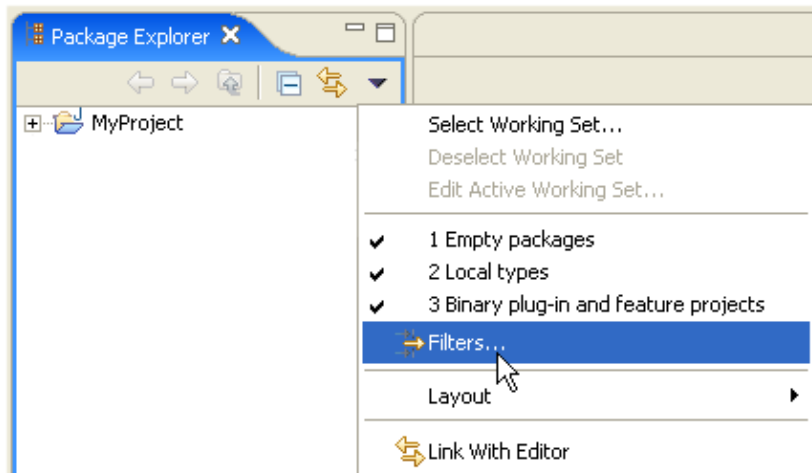 Package Explorer
MyProject
Select Working Set...
Deselect Working Set
Edit Active Working Set...
1 Empty packages
2 Local types
3 Binary plug-in and feature projects
Filters...
Layout
Link With Editor